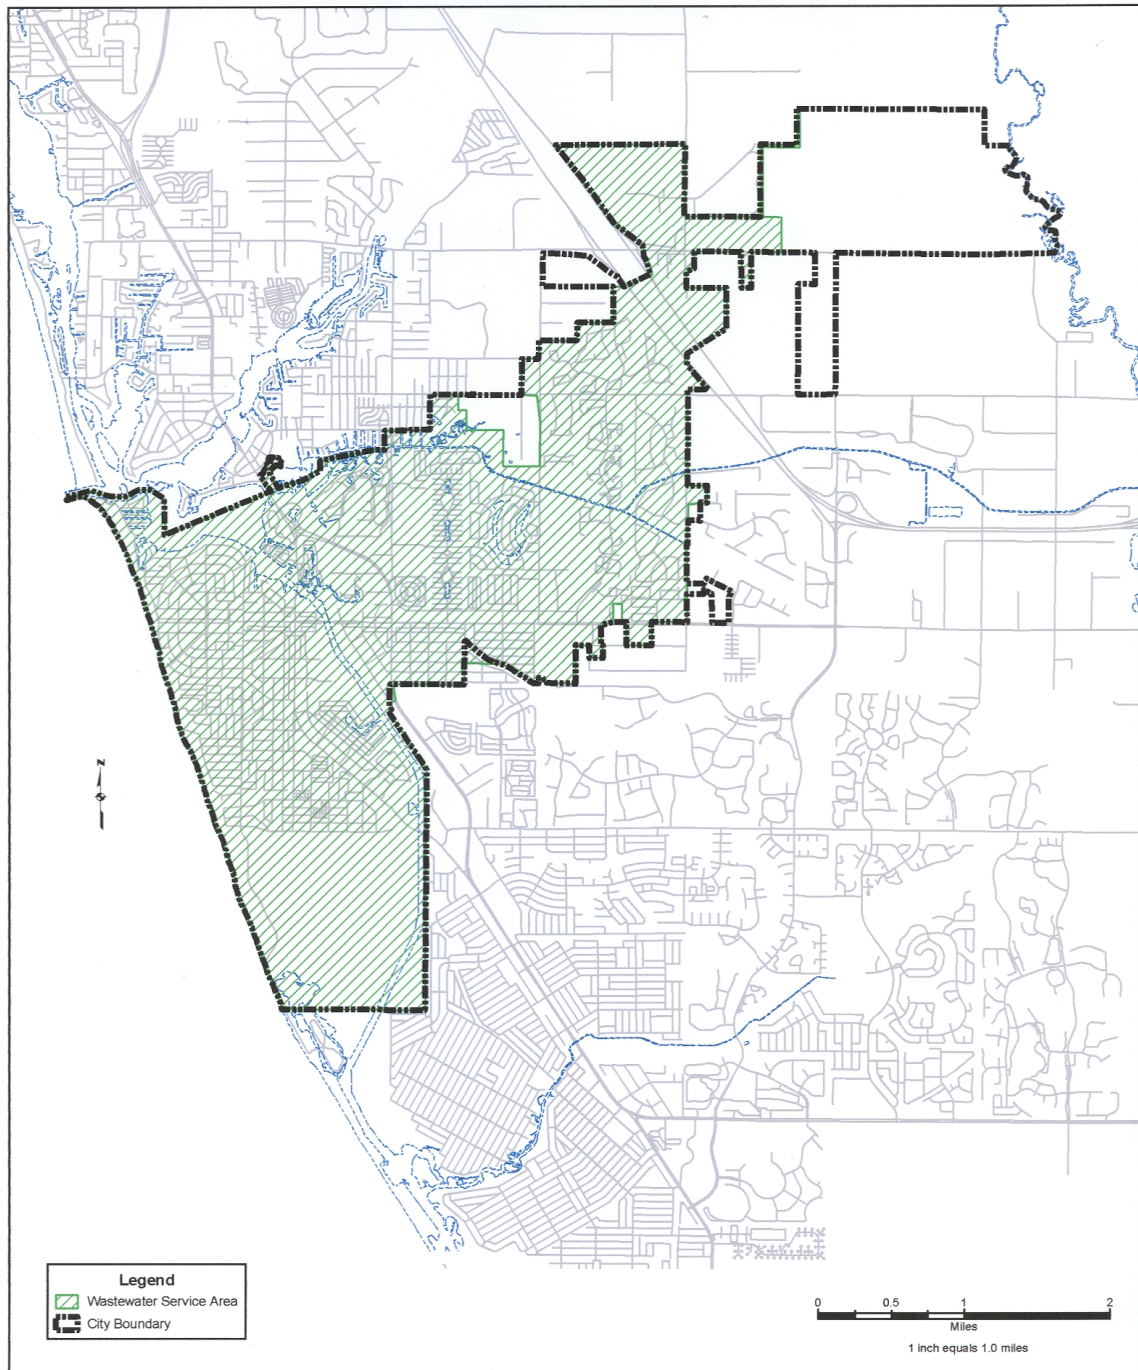 z
Legend
Wastewater Service Area
City Boundary
0 0.5 1 2
Miles
1 inch equals 1.0 miles